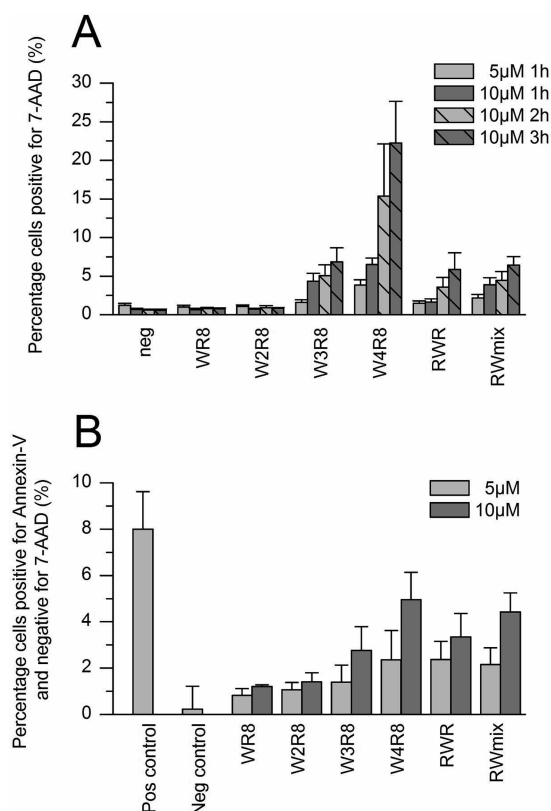 A
Percentage cells positive for 7-AAD (%)
30
25
20
15
10
5
0
5µM 1h
10µM 1h
10µM 2h
10µM 3h
neg
WR8
W2R8
W3R8
W4R8
RWR
RWmix
B
Percentage cells positive for Annexin-V
and negative for 7-AAD (%)
10
8
6
4
2
0
5µM
10µM
Pos control
Neg control
WR8
W2R8
W3R8
W4R8
RWR
RWmix